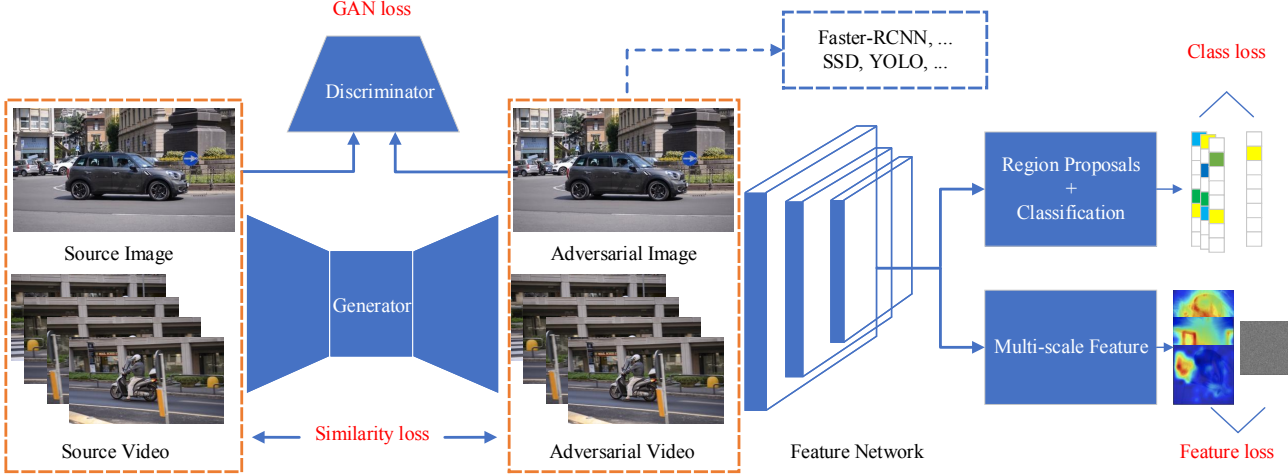 GAN loss
Faster-RCNN, ...
SSD, YOLO, ...
Class loss
Discriminator
Region Proposals
+
Classification
Source Image
Adversarial Image
Generator
Multi-scale Feature
Similarity loss
Source Video
Adversarial Video
Feature Network
Feature loss